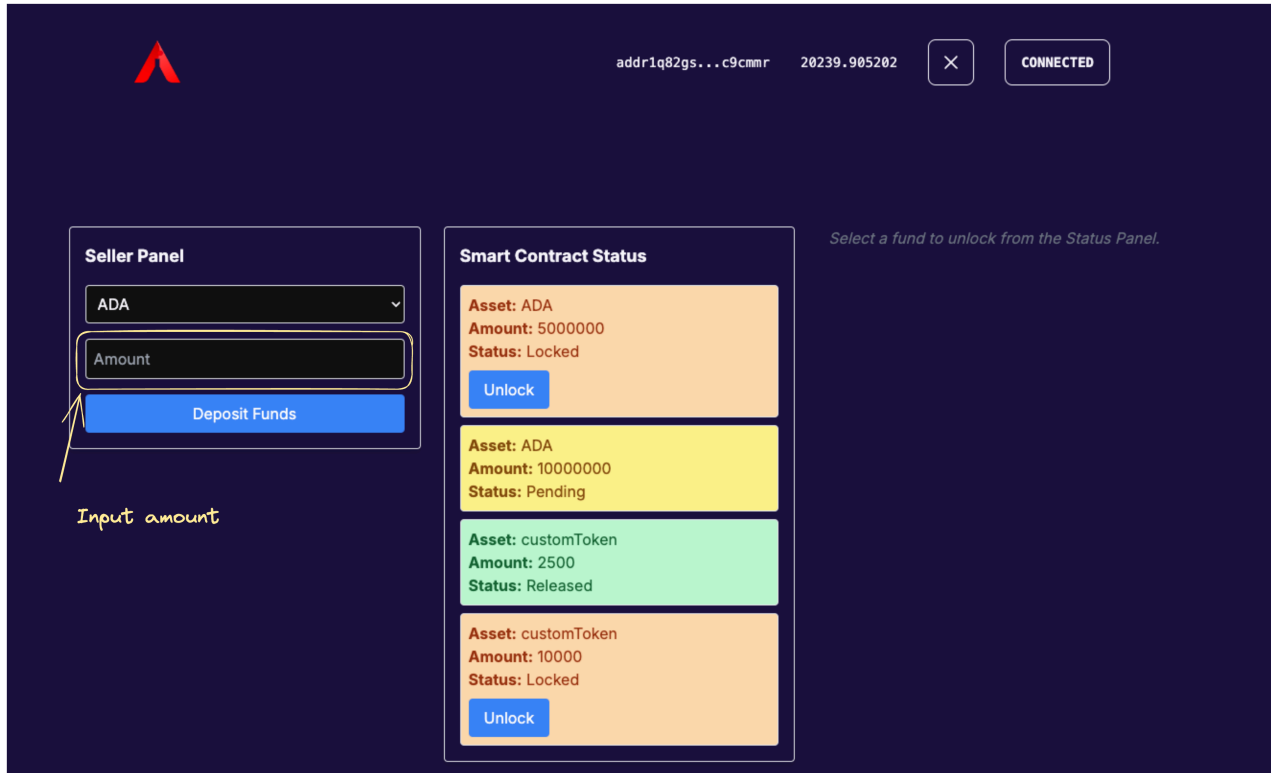 addr1q82gs...c9cmmr 20239.905202 CONNECTED
Seller Panel
ADA
Amount
Deposit Funds
Input amount
Smart Contract Status
Asset: ADA
Amount: 5000000
Status: Locked
Unlock
Asset: ADA
Amount: 10000000
Status: Pending
Asset: customToken
Amount: 2500
Status: Released
Asset: customToken
Amount: 10000
Status: Locked
Unlock
Select a fund to unlock from the Status Panel.